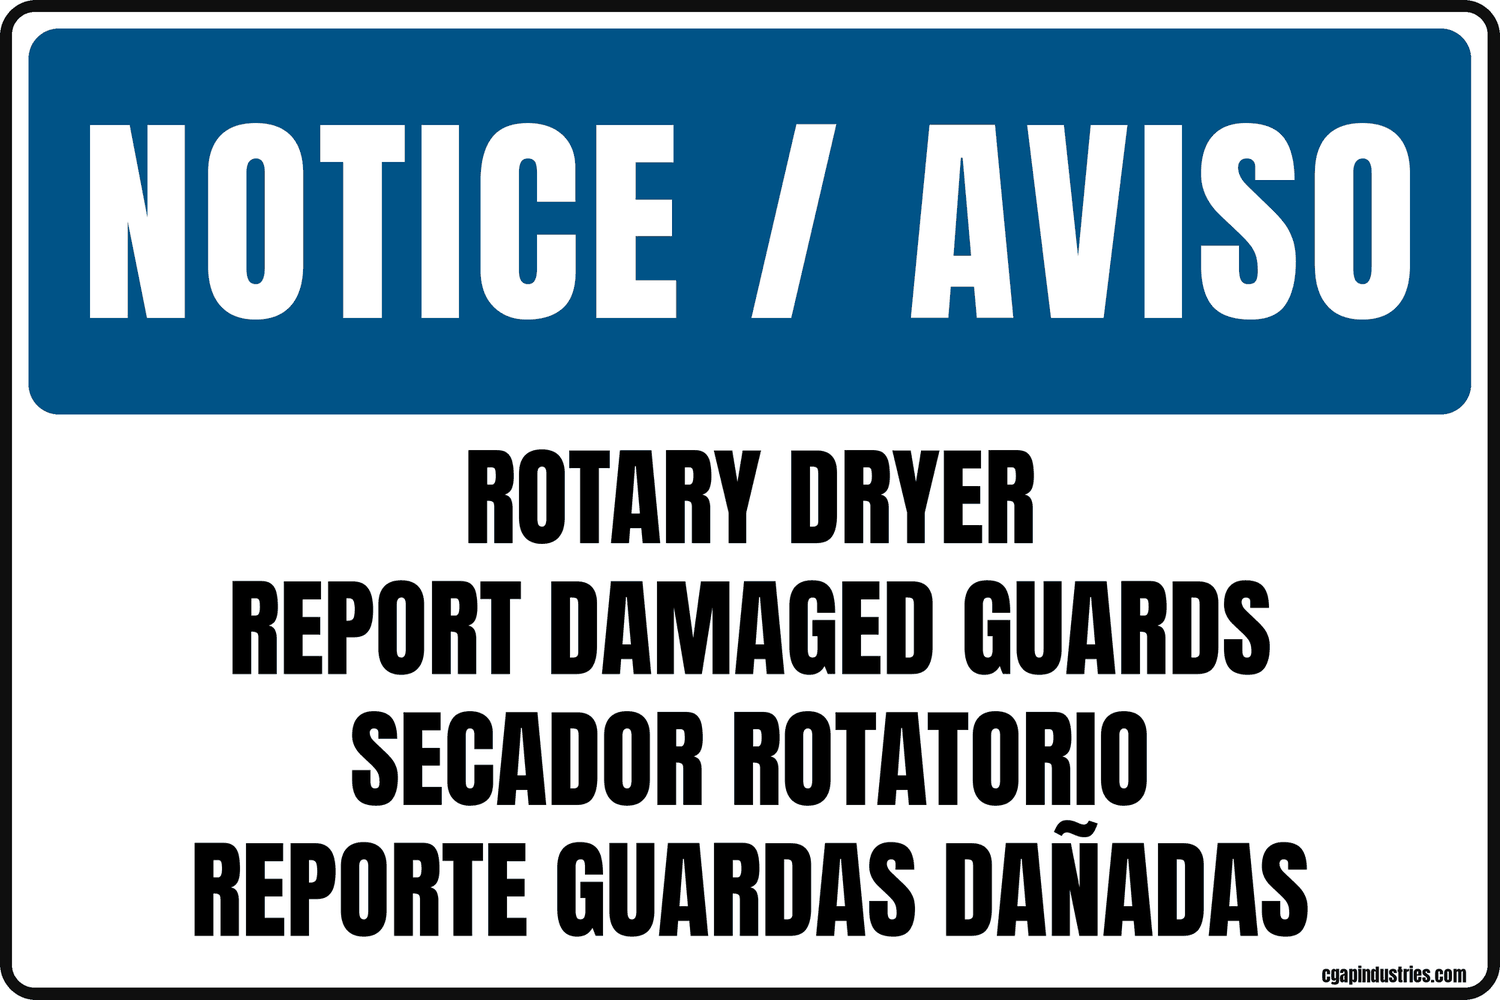 NOTICE / AVISO
ROTARY DRYER
REPORT DAMAGED GUARDS
SECADOR ROTATORIO
REPORTE GUARDAS DAÑADAS
cgapindustries.com